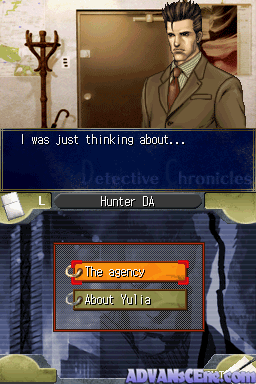 I was just thinking about...
Detective Chronicles
L
Hunter DA
The agency
About Yulia
ADVANSCENE.com